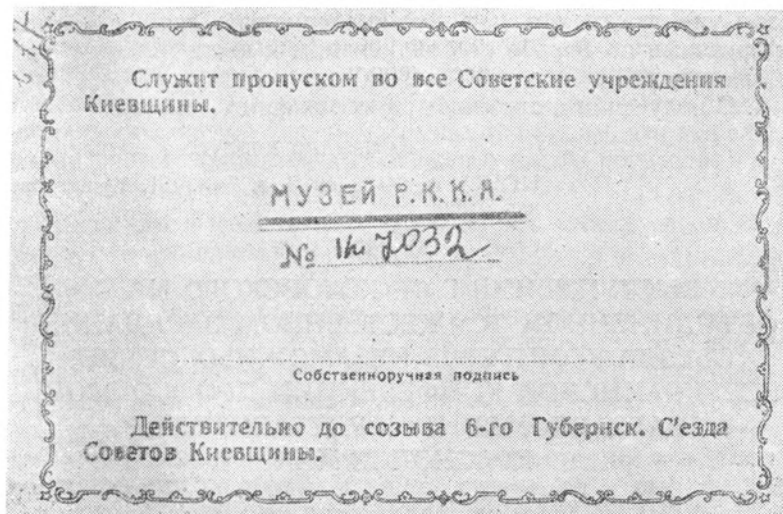 Служит пропуском во все Советские учреждения
Киевщины.
МУЗЕЙ Р.К.К.А.
№ 7032
Собственноручная подпись
Действительно до созыва 6-го Губернск. С'езда
Советов Киевщины.